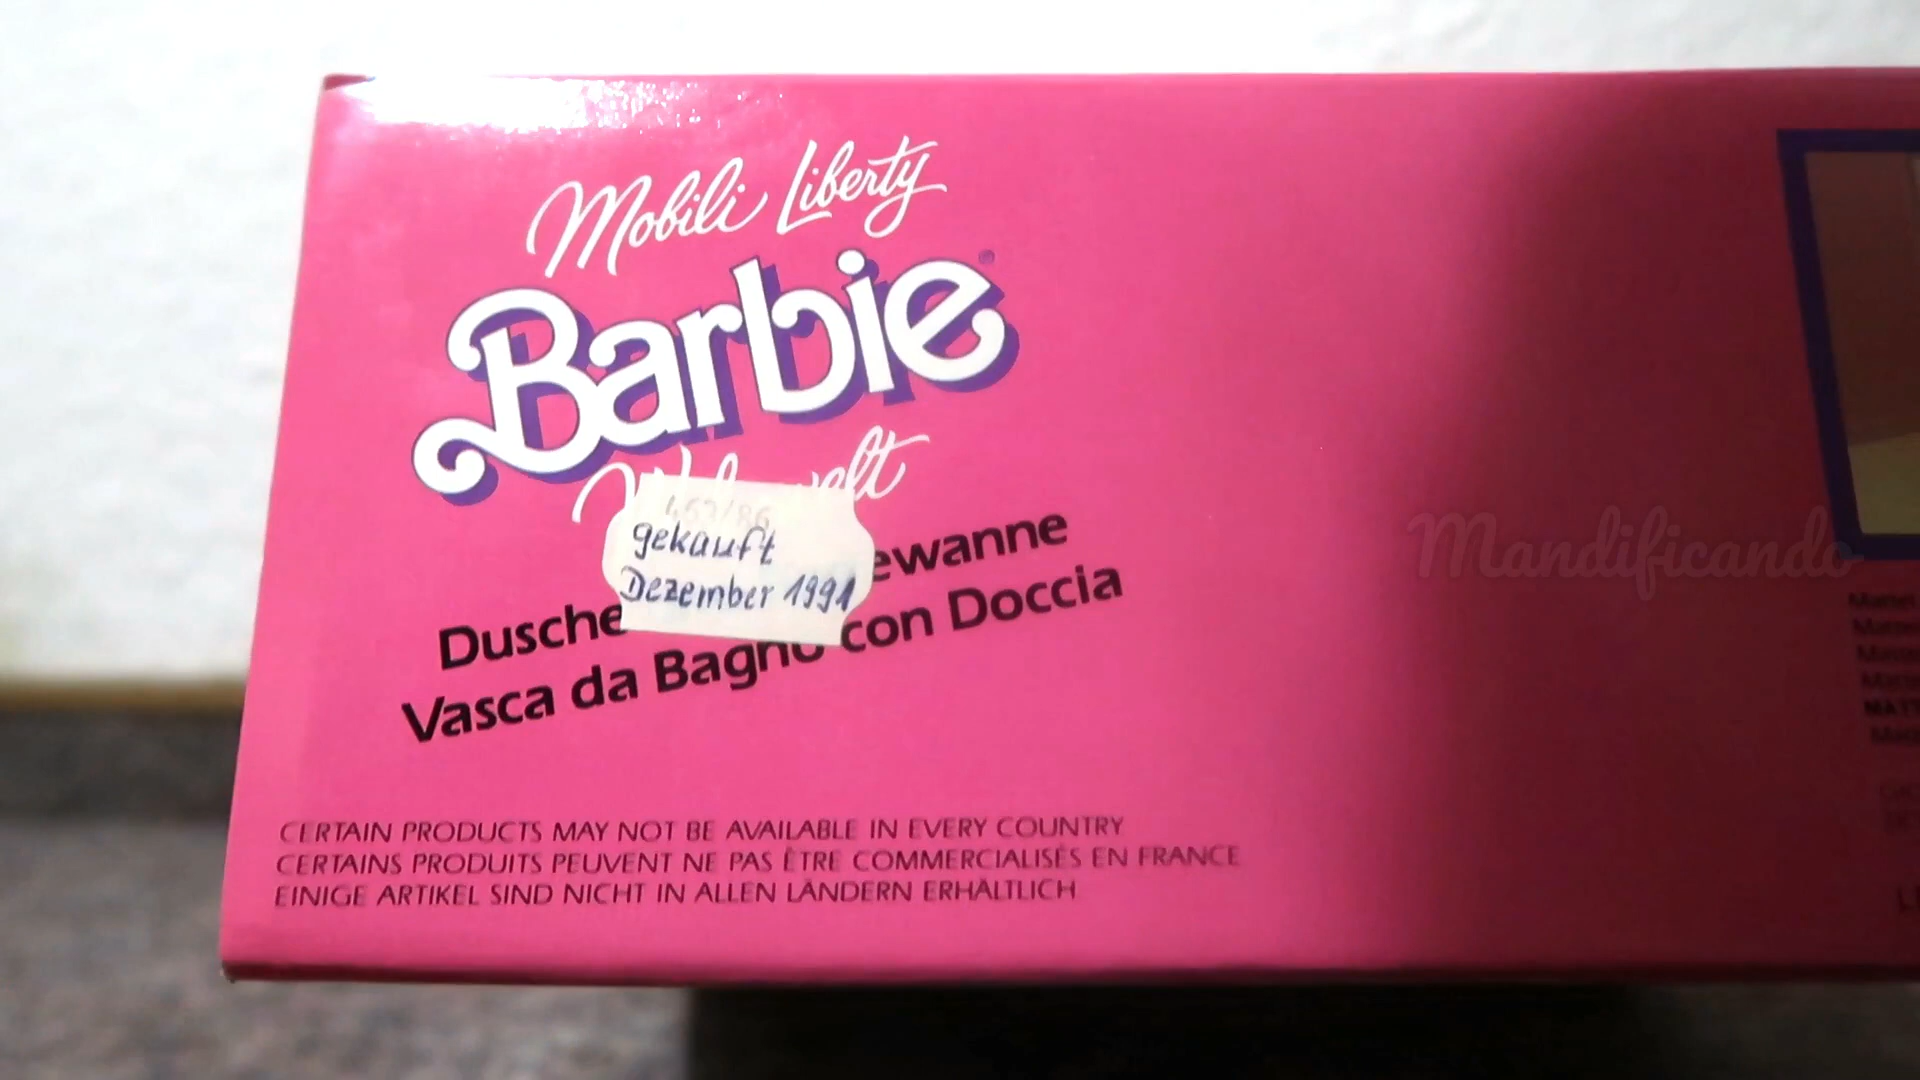 Mobili Liberty
Barbie®
gekauft
Dezember 1991
Dusche ewanne
Vasca da Bagno con Doccia
CERTAIN PRODUCTS MAY NOT BE AVAILABLE IN EVERY COUNTRY
CERTAINS PRODUITS PEUVENT NE PAS ÊTRE COMMERCIALISÉS EN FRANCE
EINIGE ARTIKEL SIND NICHT IN ALLEN LÄNDERN ERHÄLTLICH
Mandificando